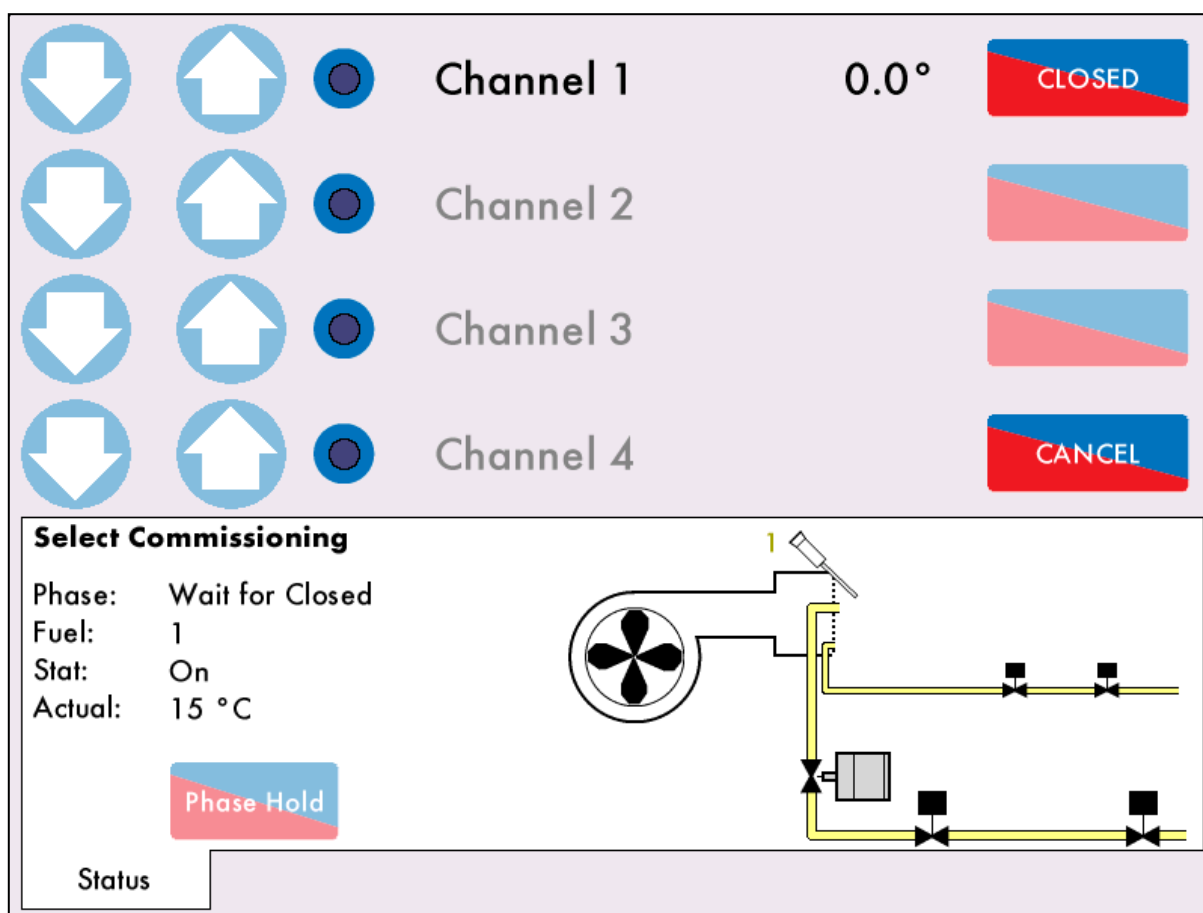 Channel 1 0.0° CLOSED
Channel 2
Channel 3
Channel 4 CANCEL
Select Commissioning
Phase: Wait for Closed
Fuel: 1
Stat: On
Actual: 15 °C
Phase Hold
1
Status